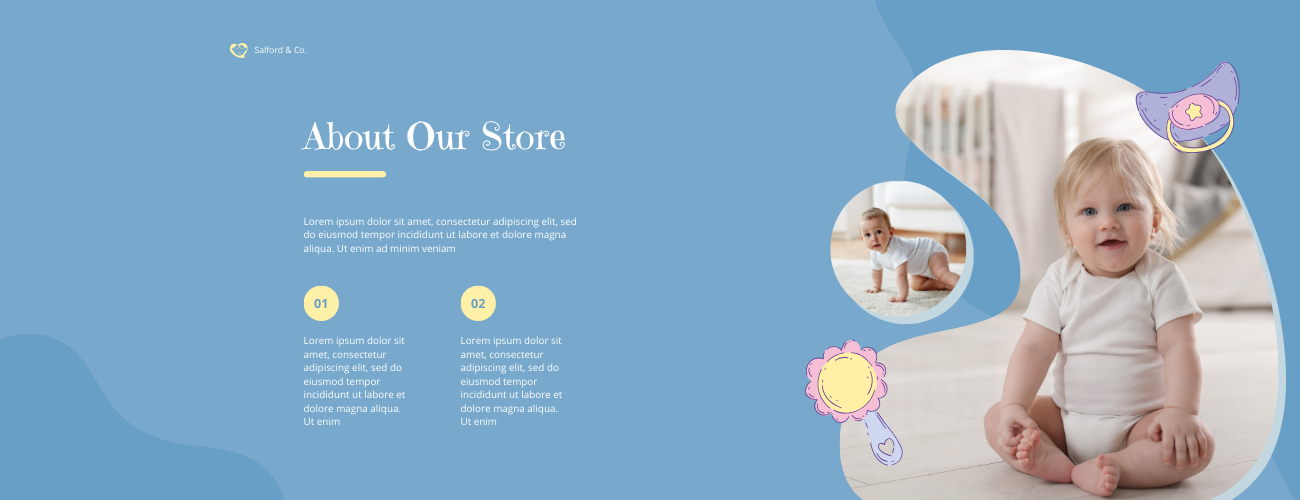 Salford & Co.
About Our Store
Lorem ipsum dolor sit amet, consectetur adipiscing elit, sed
do eiusmod tempor incididunt ut labore et dolore magna
aliqua. Ut enim ad minim veniam
01
Lorem ipsum dolor sit
amet, consectetur
adipiscing elit, sed do
eiusmod tempor
incididunt ut labore et
dolore magna aliqua.
Ut enim
02
Lorem ipsum dolor sit
amet, consectetur
adipiscing elit, sed do
eiusmod tempor
incididunt ut labore et
dolore magna aliqua.
Ut enim